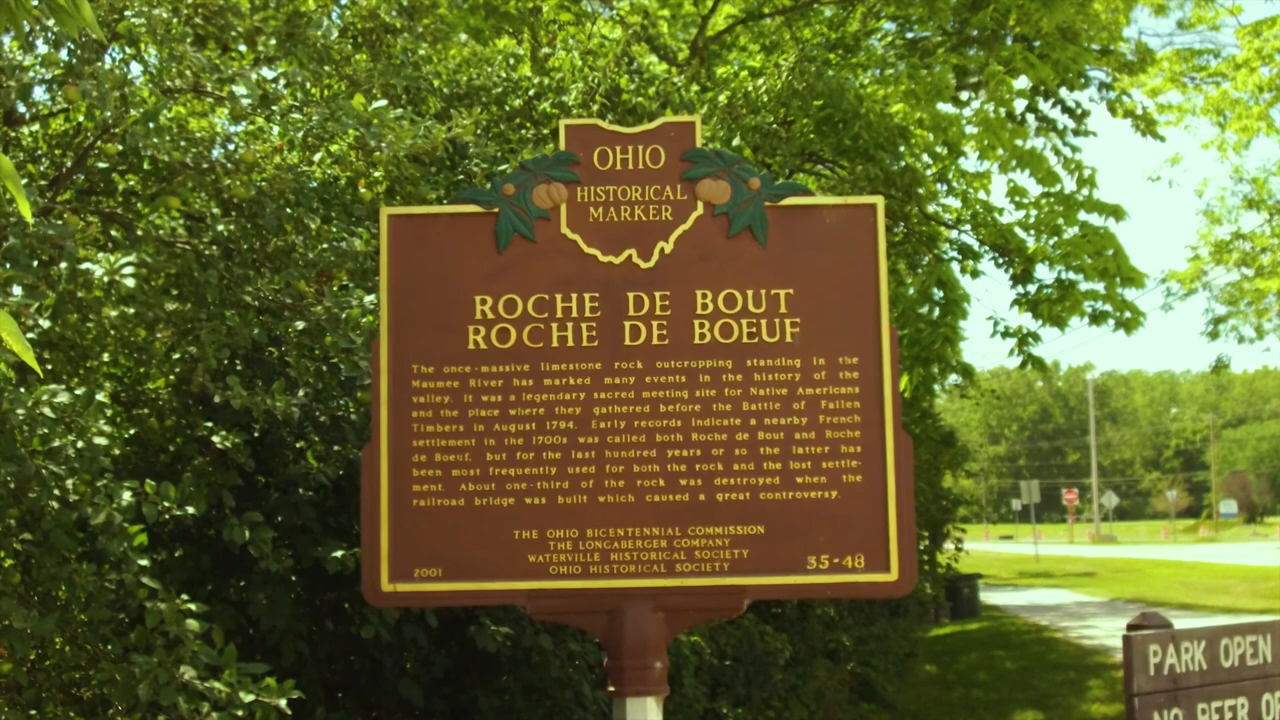 OHIO
HISTORICAL
MARKER
ROCHE DE BOUT
ROCHE DE BOEUF
The once-massive limestone rock outcropping standing in the
Maumee River has marked many events in the history of the
valley. It was a legendary sacred meeting site for Native Americans
and the place where they gathered before the Battle of Fallen
Timbers in August 1794. Early records indicate a nearby French
settlement in the 1700s was called both Roche de Bout and Roche
de Boeuf, but for the last hundred years or so the latter has
been most frequently used for both the rock and the lost settle-
ment. About one-third of the rock was destroyed when the
railroad bridge was built which caused a great controversy.
THE OHIO BICENTENNIAL COMMISSION
THE LONGABERGER COMPANY
WATERVILLE HISTORICAL SOCIETY
OHIO HISTORICAL SOCIETY
2001
35-48
PARK OPEN
NO BEER OR